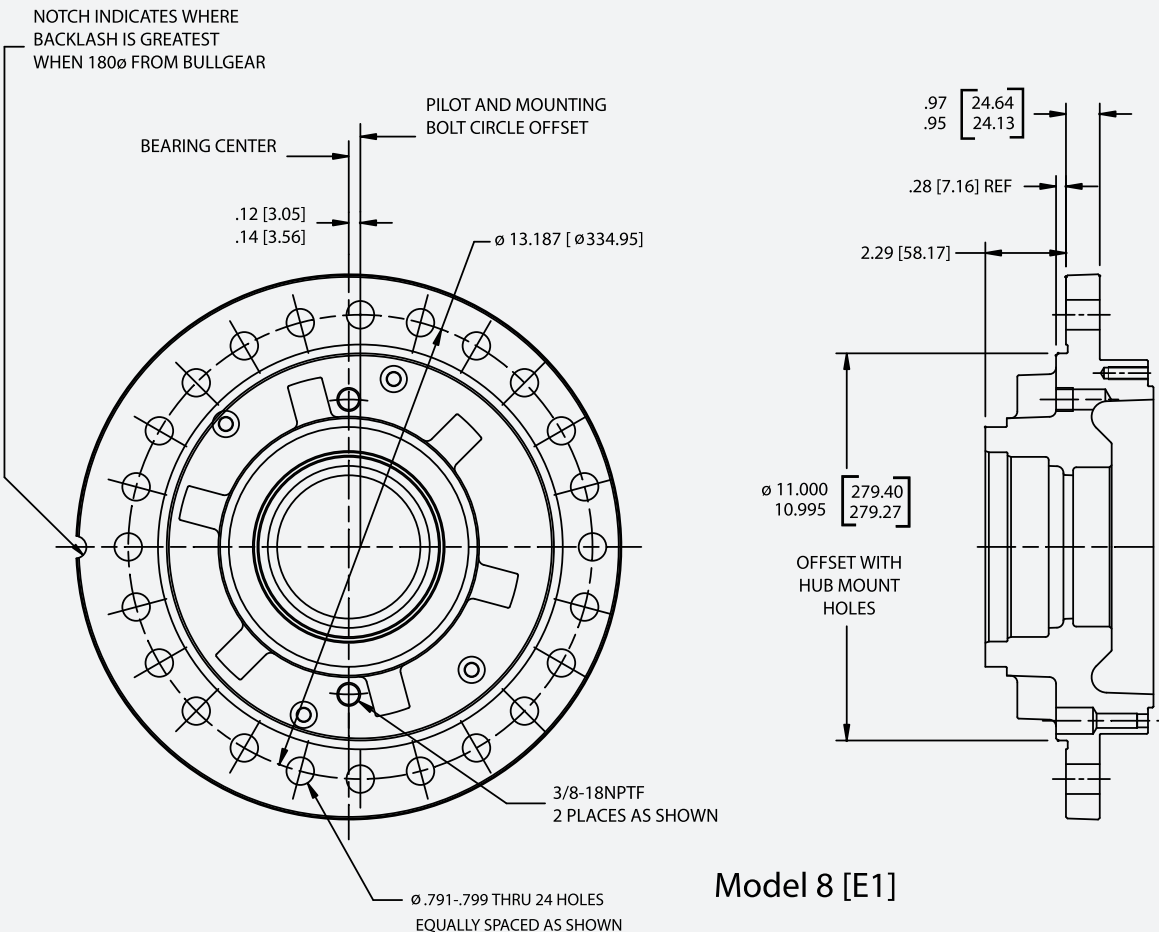 NOTCH INDICATES WHERE
BACKLASH IS GREATEST
WHEN 180ø FROM BULLGEAR
PILOT AND MOUNTING
BOLT CIRCLE OFFSET
BEARING CENTER
.12 [3.05]
.14 [3.56]
ø 13.187 [ ø334.95]
.97 [24.64
.95 24.13]
.28 [7.16] REF
2.29 [58.17]
ø 11.000 [279.40
10.995 279.27]
OFFSET WITH
HUB MOUNT
HOLES
3/8-18NPTF
2 PLACES AS SHOWN
Ø .791-.799 THRU 24 HOLES
EQUALLY SPACED AS SHOWN
Model 8 [E1]